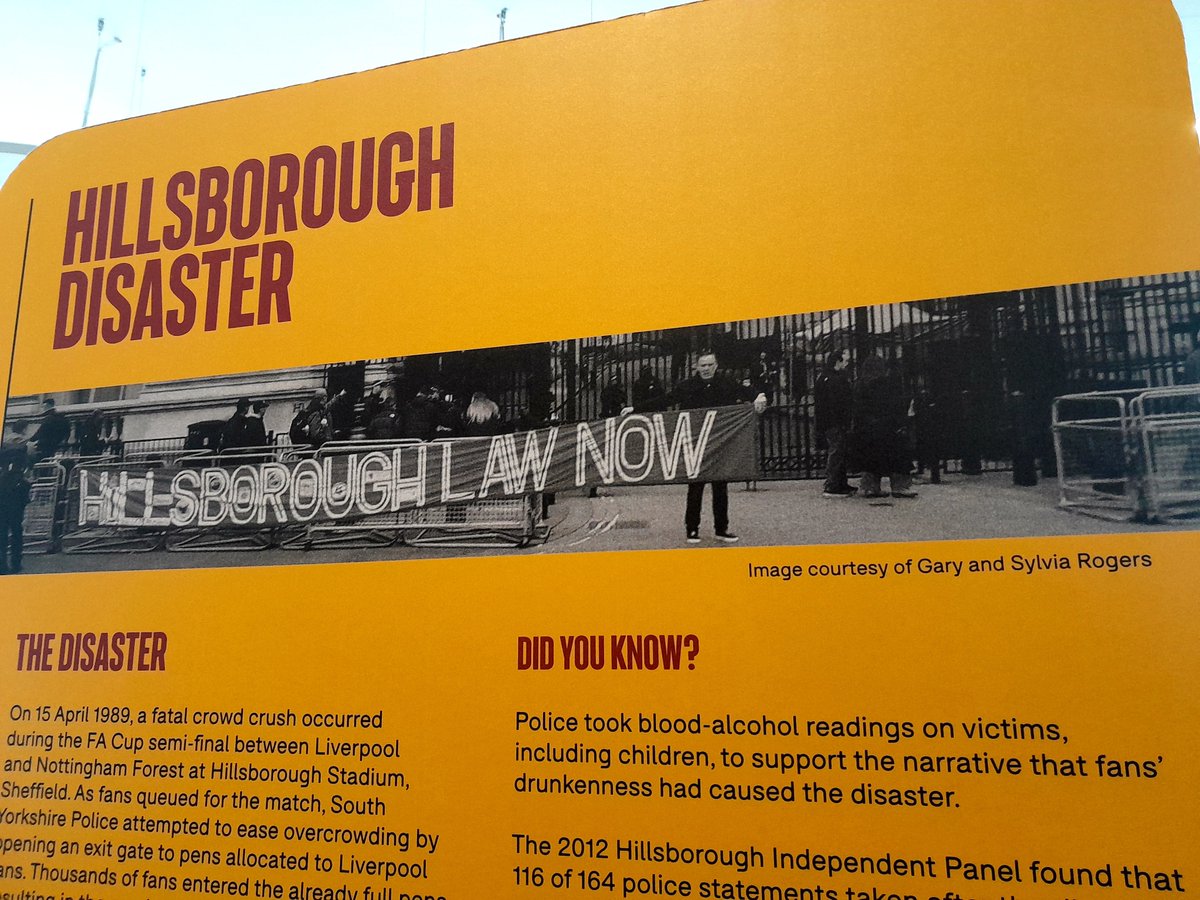 HILLSBOROUGH
DISASTER
HILLSBOROUGH LAW NOW
Image courtesy of Gary and Sylvia Rogers
THE DISASTER
On 15 April 1989, a fatal crowd crush occurred
during the FA Cup semi-final between Liverpool
and Nottingham Forest at Hillsborough Stadium,
Sheffield. As fans queued for the match, South
Yorkshire Police attempted to ease overcrowding by
opening an exit gate to pens allocated to Liverpool
fans. Thousands of fans entered the already full pens
in the
DID YOU KNOW?
Police took blood-alcohol readings on victims,
including children, to support the narrative that fans’
drunkenness had caused the disaster.
The 2012 Hillsborough Independent Panel found that
116 of 164 police statements taken after the